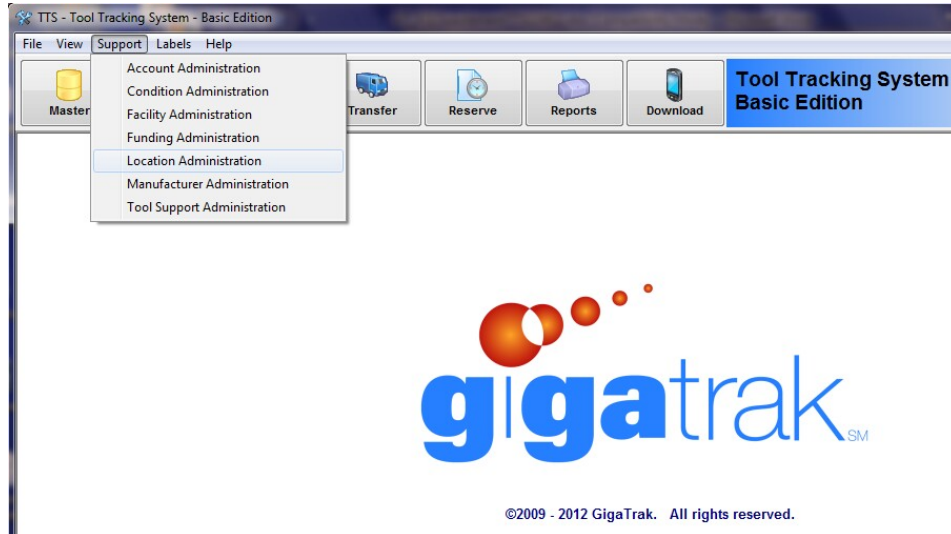 TTS - Tool Tracking System - Basic Edition
File View Support Labels Help
Account Administration
Condition Administration
Facility Administration
Funding Administration
Location Administration
Manufacturer Administration
Tool Support Administration
Master
Transfer
Reserve
Reports
Download
Tool Tracking System
Basic Edition
gigatrak SM
©2009 - 2012 GigaTrak. All rights reserved.